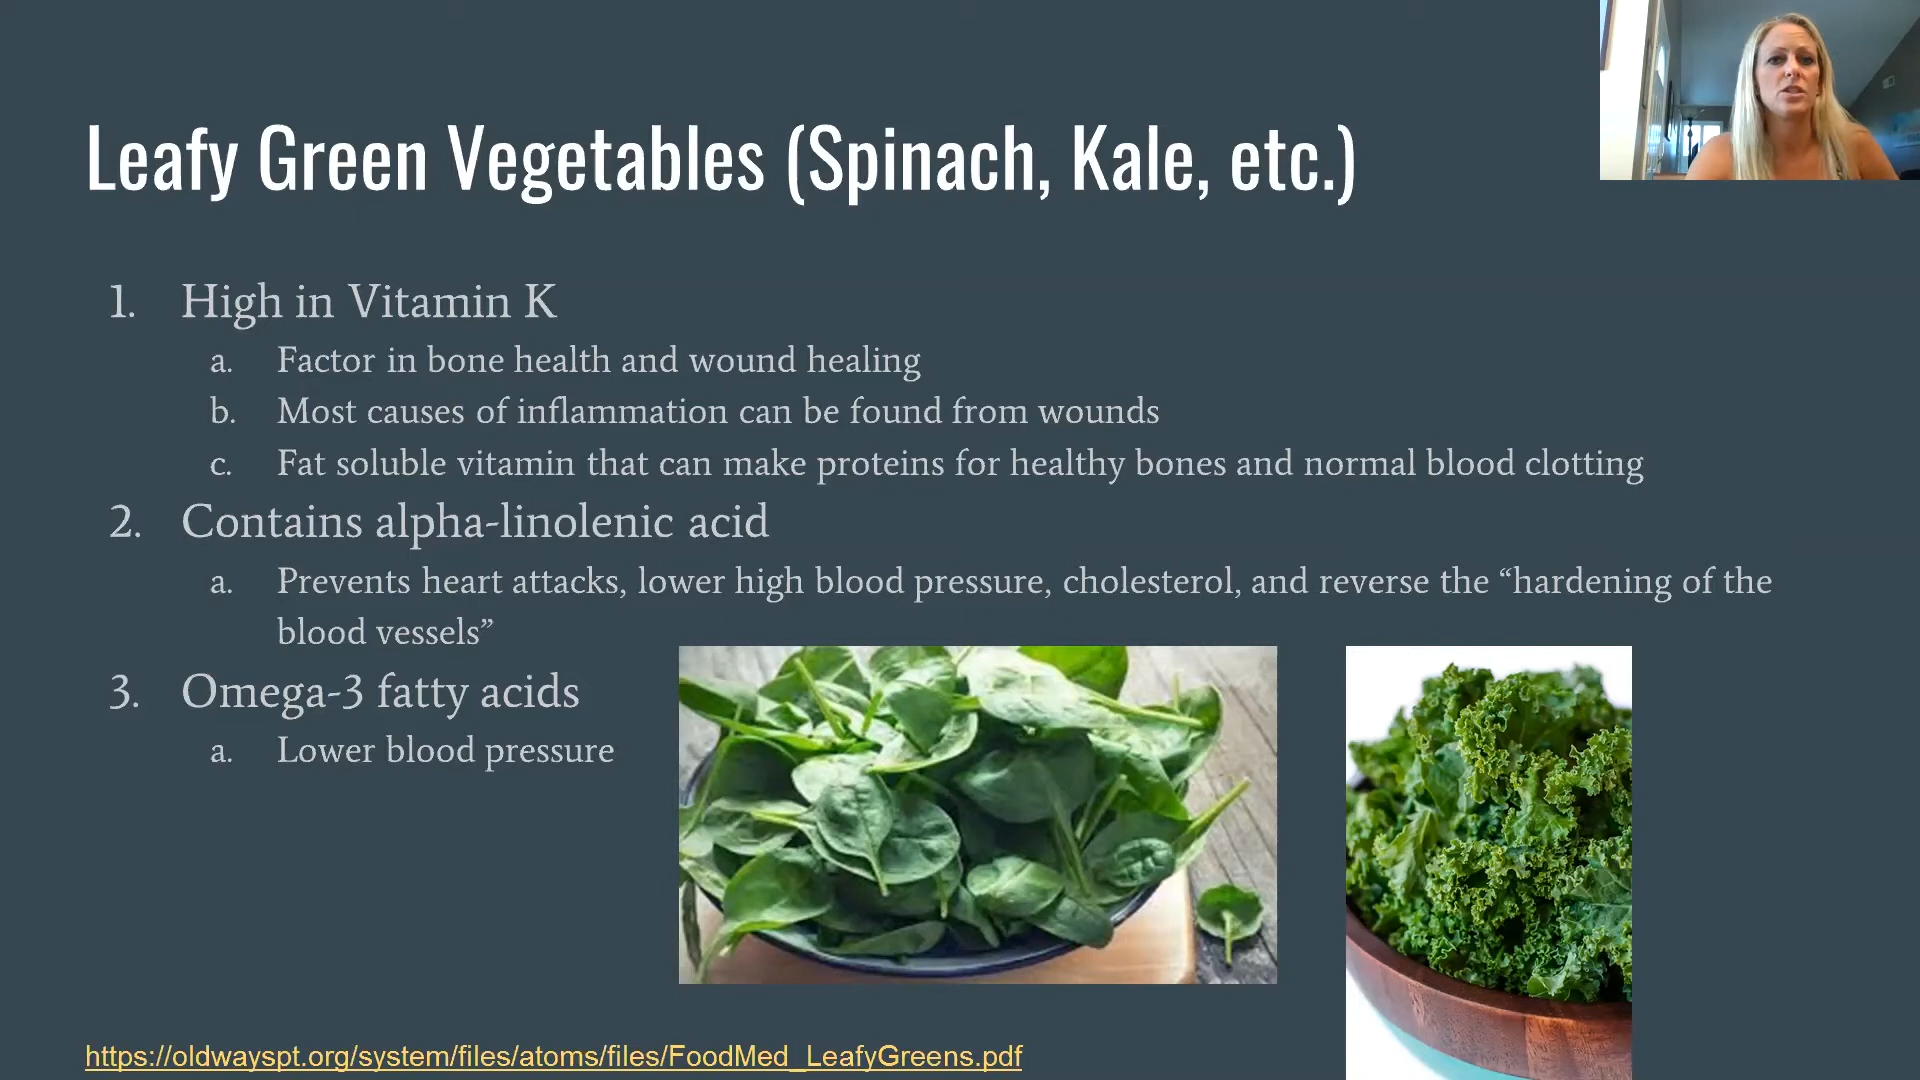 Leafy Green Vegetables (Spinach, Kale, etc.)
1. High in Vitamin K
a. Factor in bone health and wound healing
b. Most causes of inflammation can be found from wounds
c. Fat soluble vitamin that can make proteins for healthy bones and normal blood clotting
2. Contains alpha-linolenic acid
a. Prevents heart attacks, lower high blood pressure, cholesterol, and reverse the “hardening of the
blood vessels”
3. Omega-3 fatty acids
a. Lower blood pressure
https://oldwayspt.org/system/files/atoms/files/FoodMed_LeafyGreens.pdf